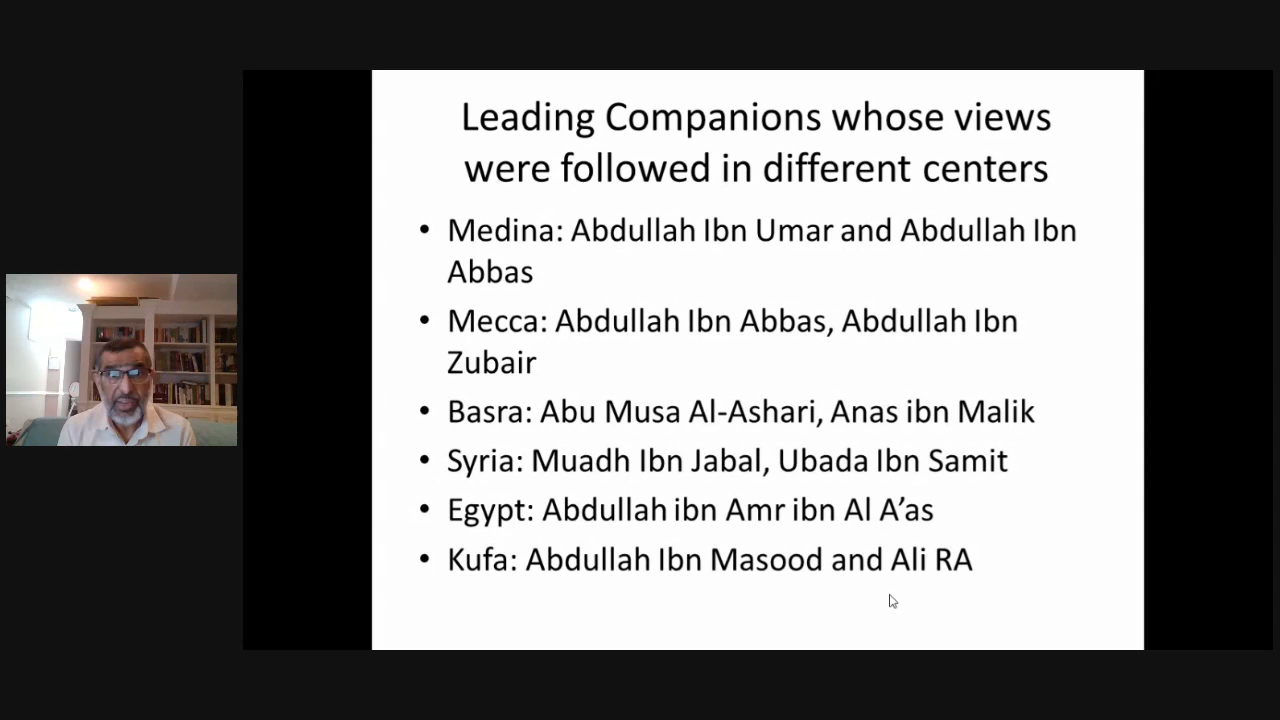 Leading Companions whose views
were followed in different centers
• Medina: Abdullah Ibn Umar and Abdullah Ibn
Abbas
• Mecca: Abdullah Ibn Abbas, Abdullah Ibn
Zubair
• Basra: Abu Musa Al-Ashari, Anas ibn Malik
• Syria: Muadh Ibn Jabal, Ubada Ibn Samit
• Egypt: Abdullah ibn Amr ibn Al A’as
• Kufa: Abdullah Ibn Masood and Ali RA